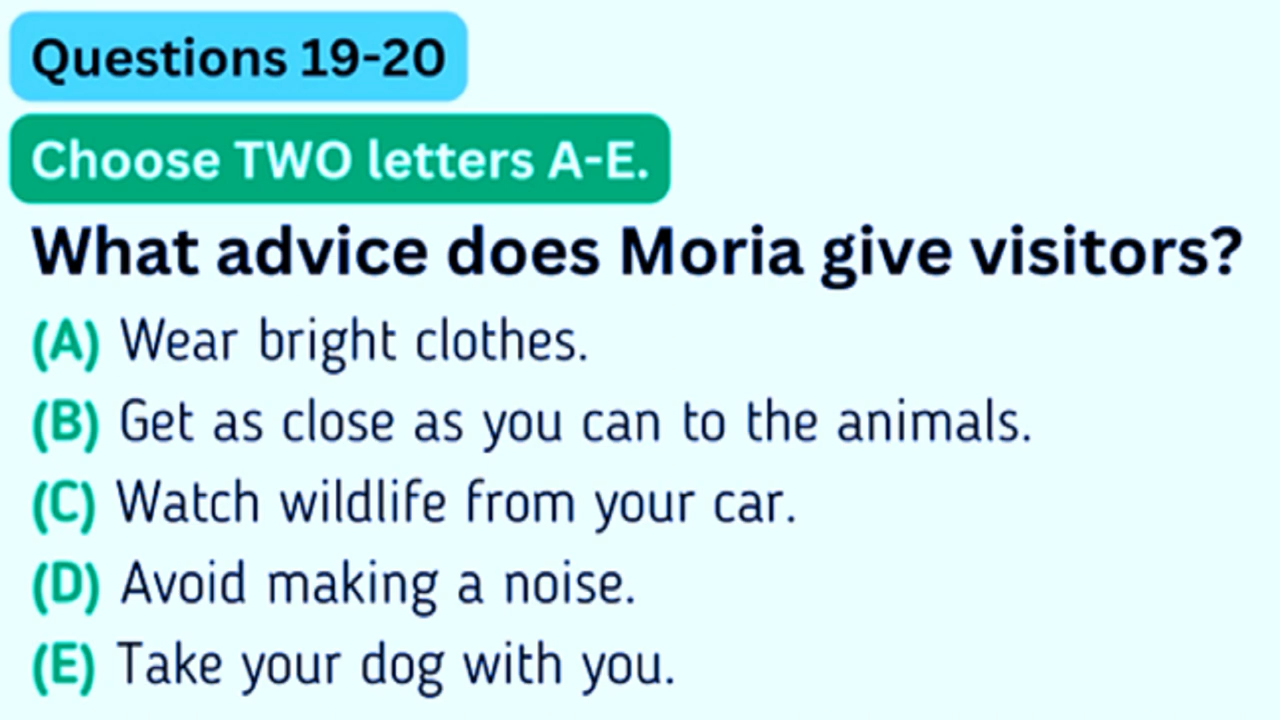 Questions 19-20
Choose TWO letters A-E.
What advice does Moria give visitors?
(A) Wear bright clothes.
(B) Get as close as you can to the animals.
(C) Watch wildlife from your car.
(D) Avoid making a noise.
(E) Take your dog with you.